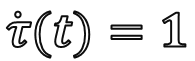 τ̇(t) = 1